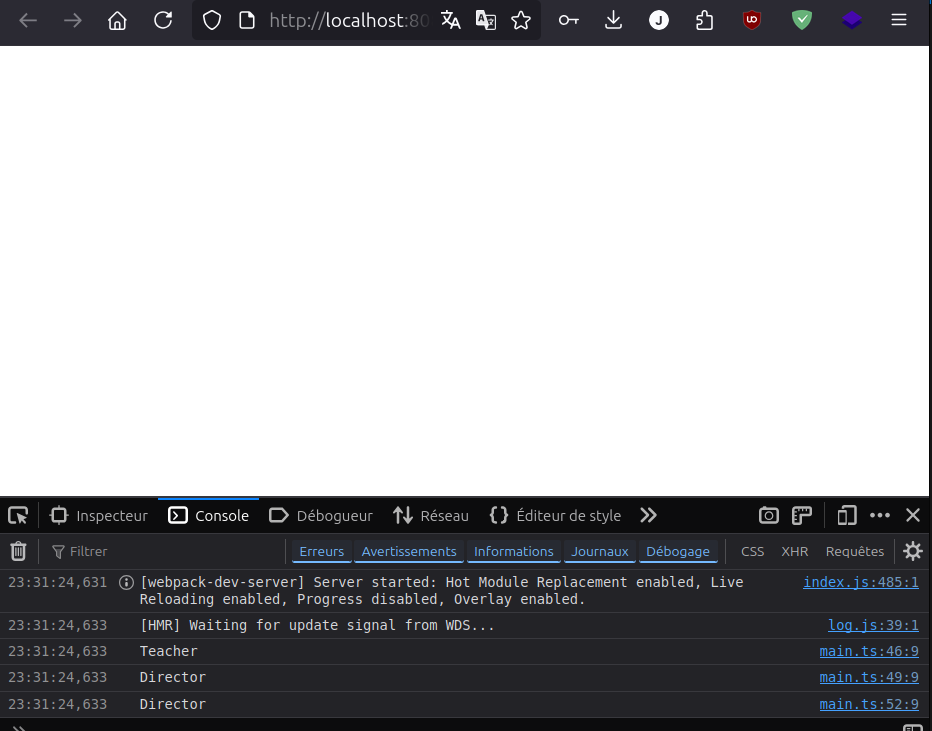 http://localhost:80
J
Inspecteur
Console
Débogueur
Réseau
Éditeur de style
Filtrer
Erreurs
Avertissements
Informations
Journaux
Débogage
CSS
XHR
Requêtes
23:31:24,631 [webpack-dev-server] Server started: Hot Module Replacement enabled, Live index.js:485:1
Reloading enabled, Progress disabled, Overlay enabled.
23:31:24,633 [HMR] Waiting for update signal from WDS... log.js:39:1
23:31:24,633 Teacher main.ts:46:9
23:31:24,633 Director main.ts:49:9
23:31:24,633 Director main.ts:52:9